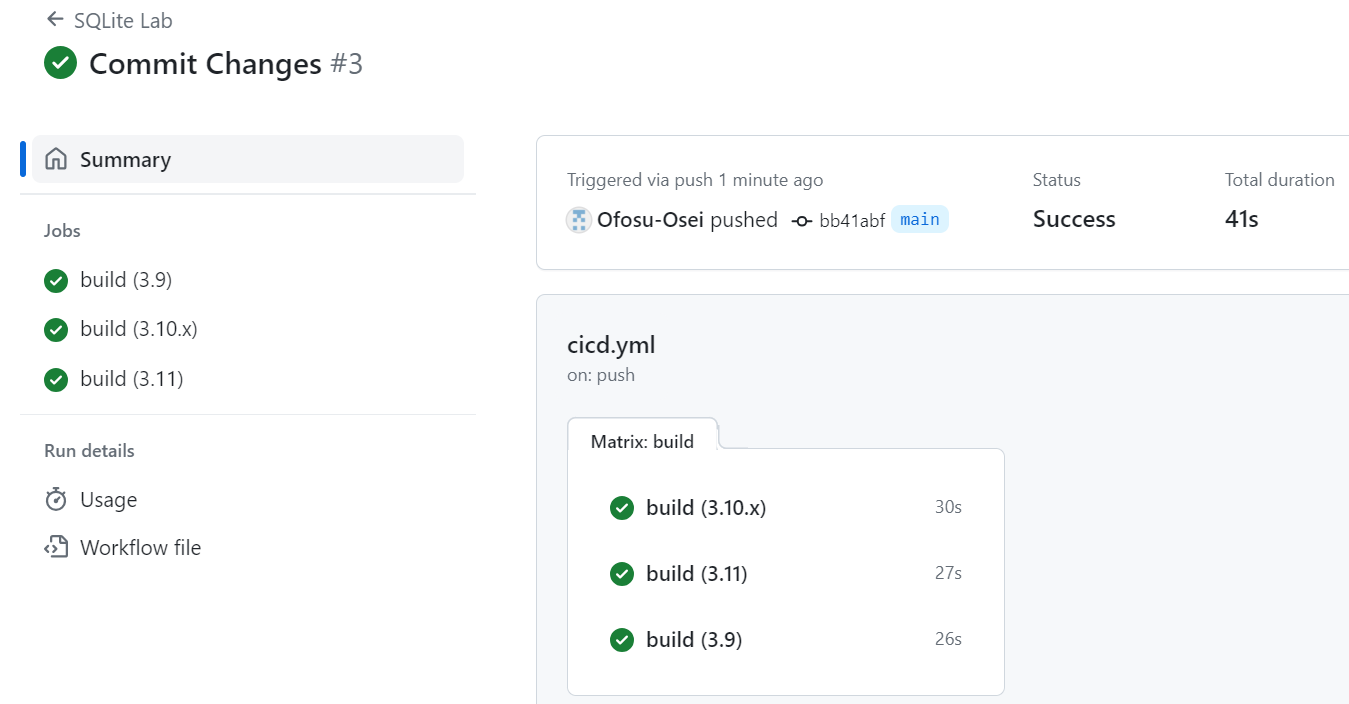 SQLite Lab
Commit Changes #3
Summary
Jobs
build (3.9)
build (3.10.x)
build (3.11)
Run details
Usage
Workflow file
Triggered via push 1 minute ago
Ofosu-Osei pushed bb41abf main
Status
Success
Total duration
41s
cicd.yml
on: push
Matrix: build
build (3.10.x) 30s
build (3.11) 27s
build (3.9) 26s